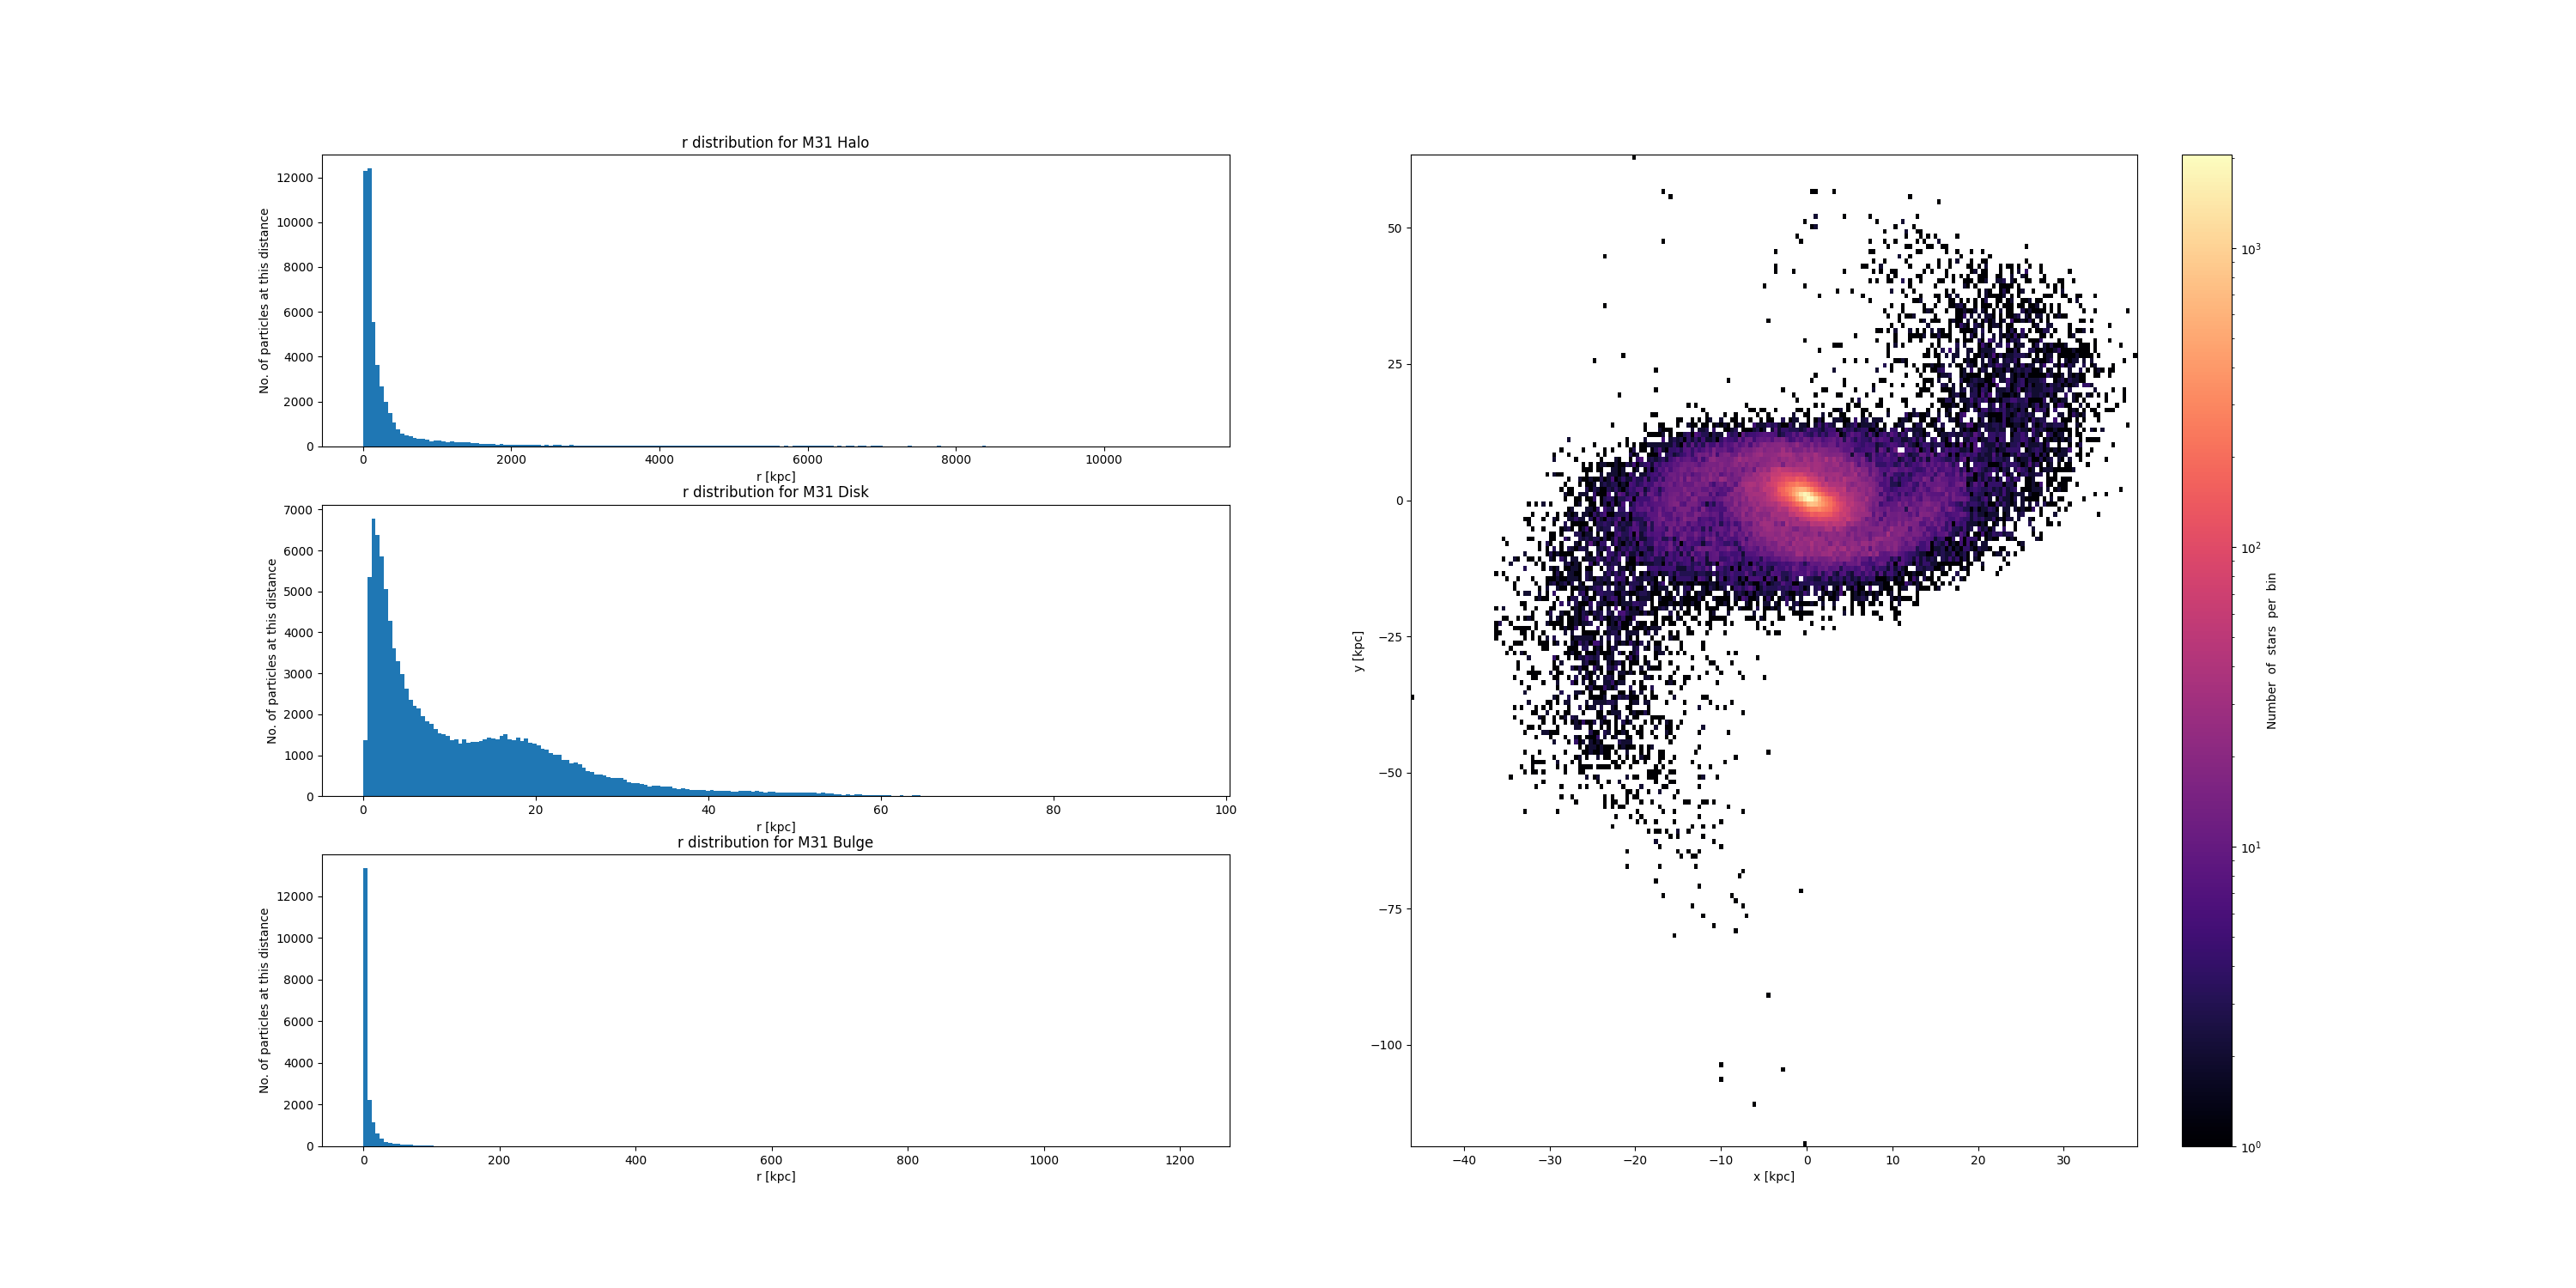 r distribution for M31 Halo
No. of particles at this distance
12000
10000
8000
6000
4000
2000
0
0 2000 4000 6000 8000 10000
r [kpc]
r distribution for M31 Disk
No. of particles at this distance
7000
6000
5000
4000
3000
2000
1000
0
0 20 40 60 80 100
r [kpc]
r distribution for M31 Bulge
No. of particles at this distance
12000
10000
8000
6000
4000
2000
0
0 200 400 600 800 1000 1200
r [kpc]
y [kpc]
50
25
0
−25
−50
−75
−100
−40 −30 −20 −10 0 10 20 30
x [kpc]
10³
10²
10¹
10⁰
Number of stars per bin